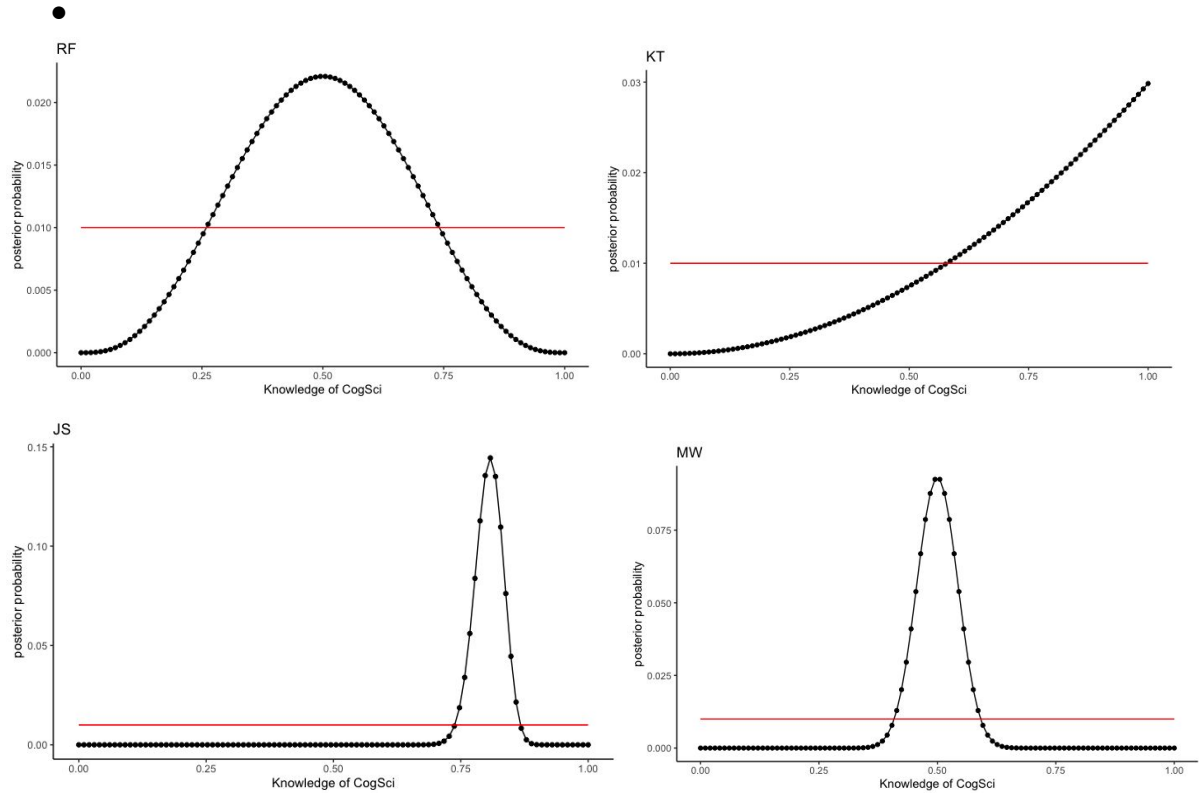 RF
posterior probability
0.020
0.015
0.010
0.005
0.000
0.00 0.25 0.50 0.75 1.00
Knowledge of CogSci
KT
posterior probability
0.03
0.02
0.01
0.00
0.00 0.25 0.50 0.75 1.00
Knowledge of CogSci
JS
posterior probability
0.15
0.10
0.05
0.00
0.00 0.25 0.50 0.75 1.00
Knowledge of CogSci
MW
posterior probability
0.075
0.050
0.025
0.000
0.00 0.25 0.50 0.75 1.00
Knowledge of CogSci